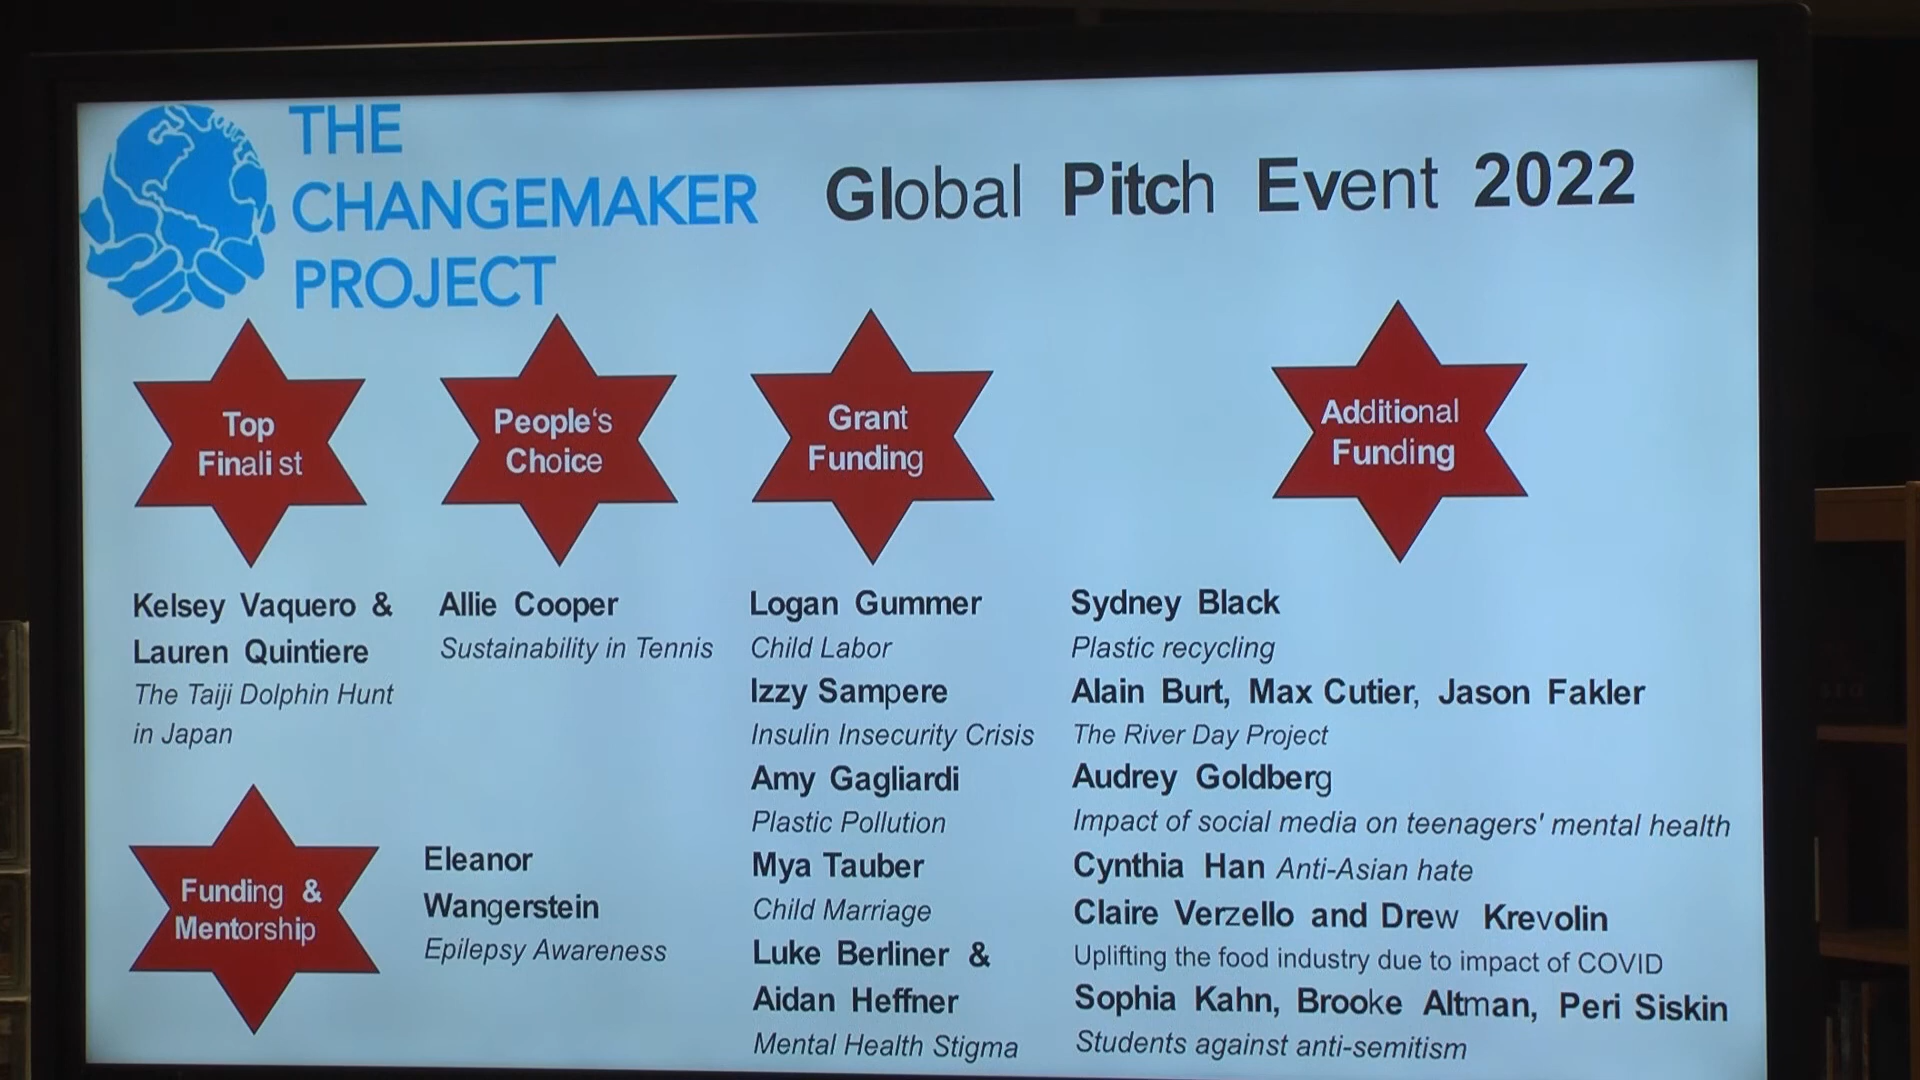 THE
CHANGEMAKER
PROJECT
Global Pitch Event 2022
Top
Finalist
Kelsey Vaquero &
Lauren Quintiere
The Taiji Dolphin Hunt
in Japan
People's
Choice
Allie Cooper
Sustainability in Tennis
Grant
Funding
Logan Gummer
Child Labor
Izzy Sampere
Insulin Insecurity Crisis
Amy Gagliardi
Plastic Pollution
Mya Tauber
Child Marriage
Luke Berliner &
Aidan Heffner
Mental Health Stigma
Additional
Funding
Sydney Black
Plastic recycling
Alain Burt, Max Cutier, Jason Fakler
The River Day Project
Audrey Goldberg
Impact of social media on teenagers' mental health
Cynthia Han Anti-Asian hate
Claire Verzello and Drew Krevolin
Uplifting the food industry due to impact of COVID
Sophia Kahn, Brooke Altman, Peri Siskin
Students against anti-semitism
Funding &
Mentorship
Eleanor
Wangerstein
Epilepsy Awareness